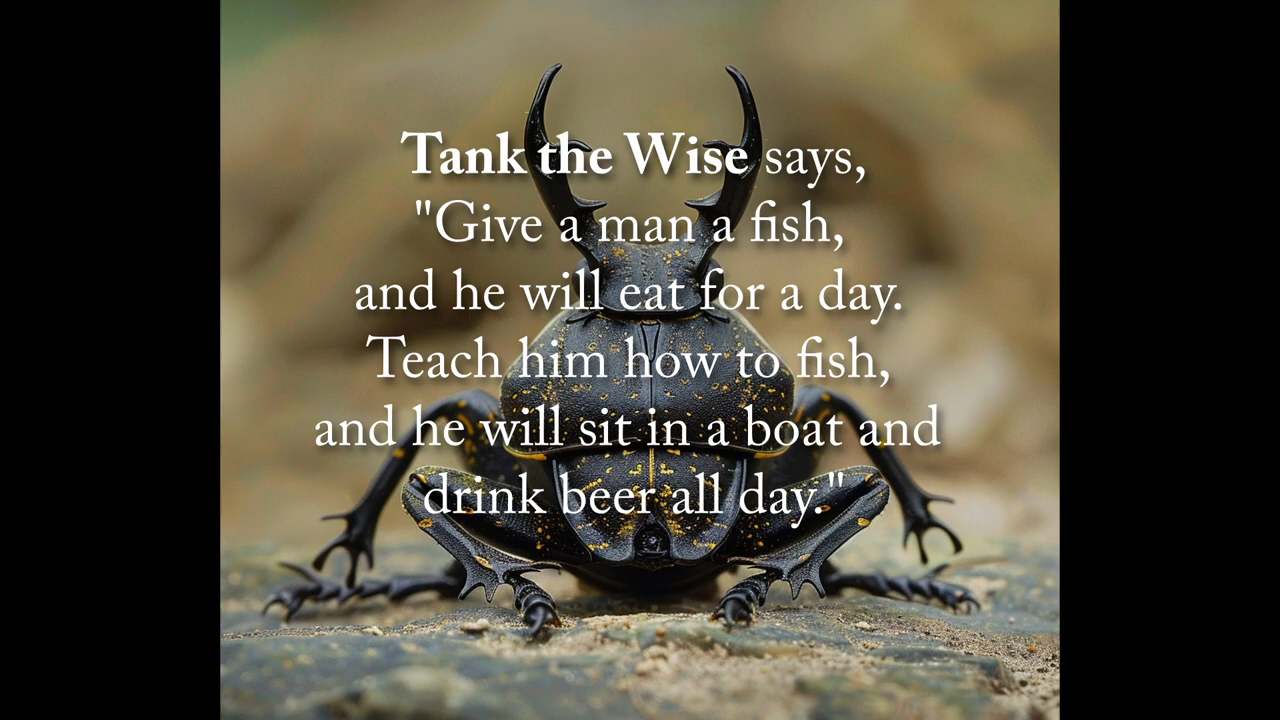 Tank the Wise says,
"Give a man a fish,
and he will eat for a day.
Teach him how to fish,
and he will sit in a boat and
drink beer all day."